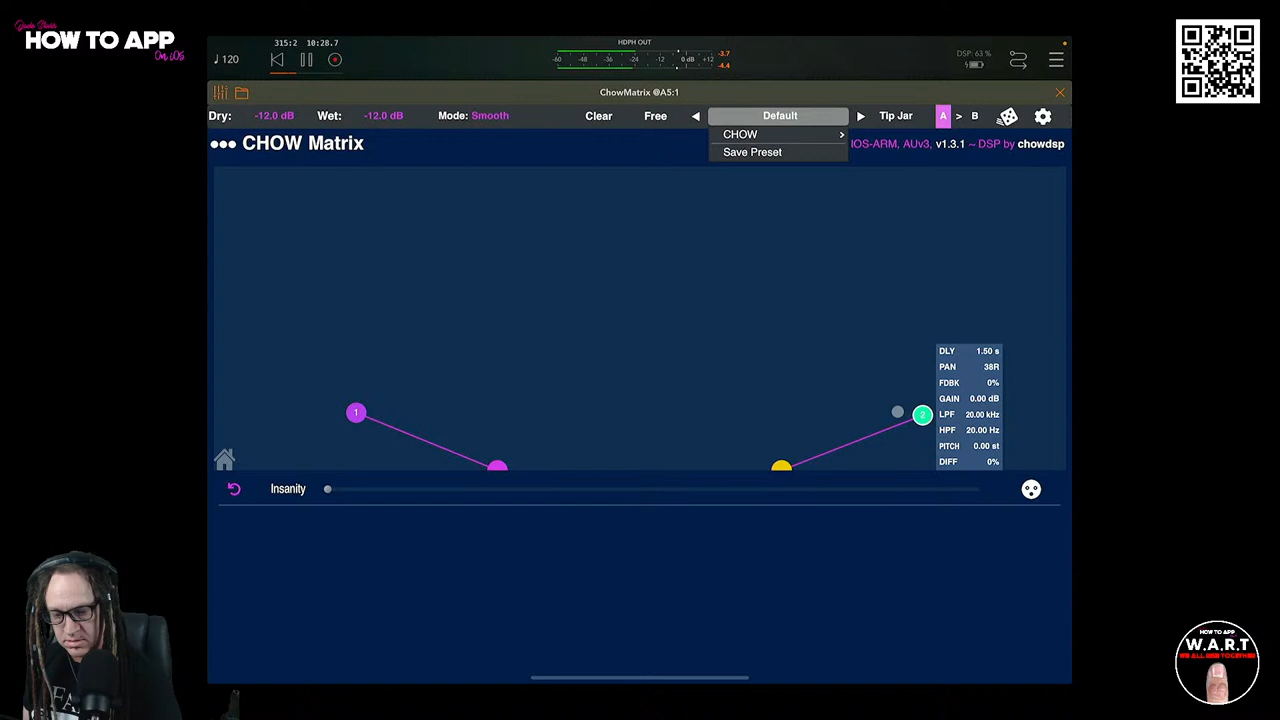 Jade Starr
HOW TO APP
On iOS
♩120
315:2 10:28.7
HDPH OUT
-60 -48 -36 -24 -12 0 dB +12
-3.7
-4.4
DSP: 63 %
ChowMatrix @A5:1
Dry: -12.0 dB Wet: -12.0 dB Mode: Smooth Clear Free Default Tip Jar A > B
CHOW
Save Preset
CHOW Matrix
IOS-ARM, AUv3, v1.3.1 ~ DSP by chowdsp
1
2
DLY 1.50 s
PAN 38R
FDBK 0%
GAIN 0.00 dB
LPF 20.00 kHz
HPF 20.00 Hz
PITCH 0.00 st
DIFF 0%
Insanity
HOW TO APP
W.A.R.T